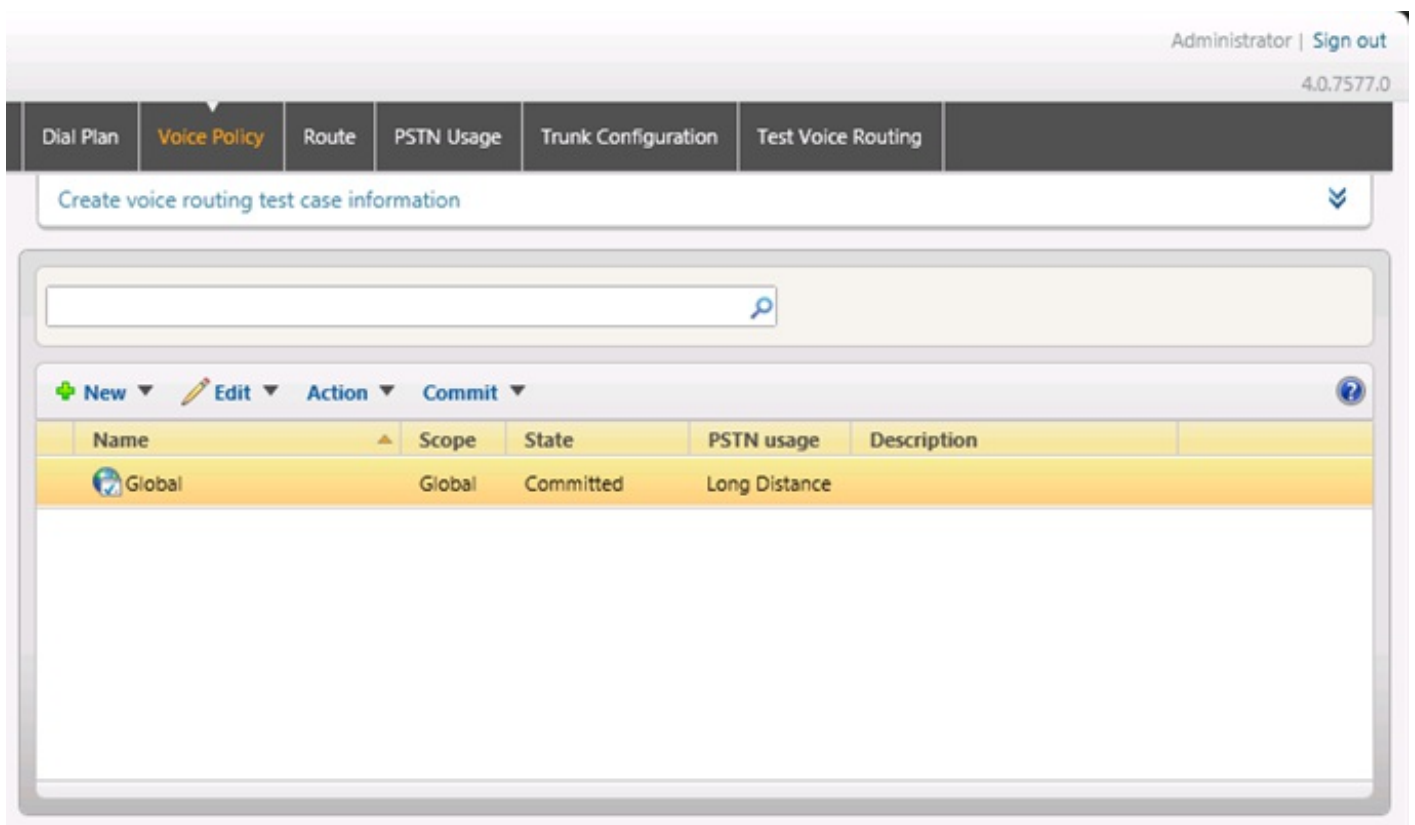 Administrator | Sign out
4.0.7577.0
Dial Plan Voice Policy Route PSTN Usage Trunk Configuration Test Voice Routing
Create voice routing test case information
New Edit Action Commit
Name Scope State PSTN usage Description
Global Global Committed Long Distance